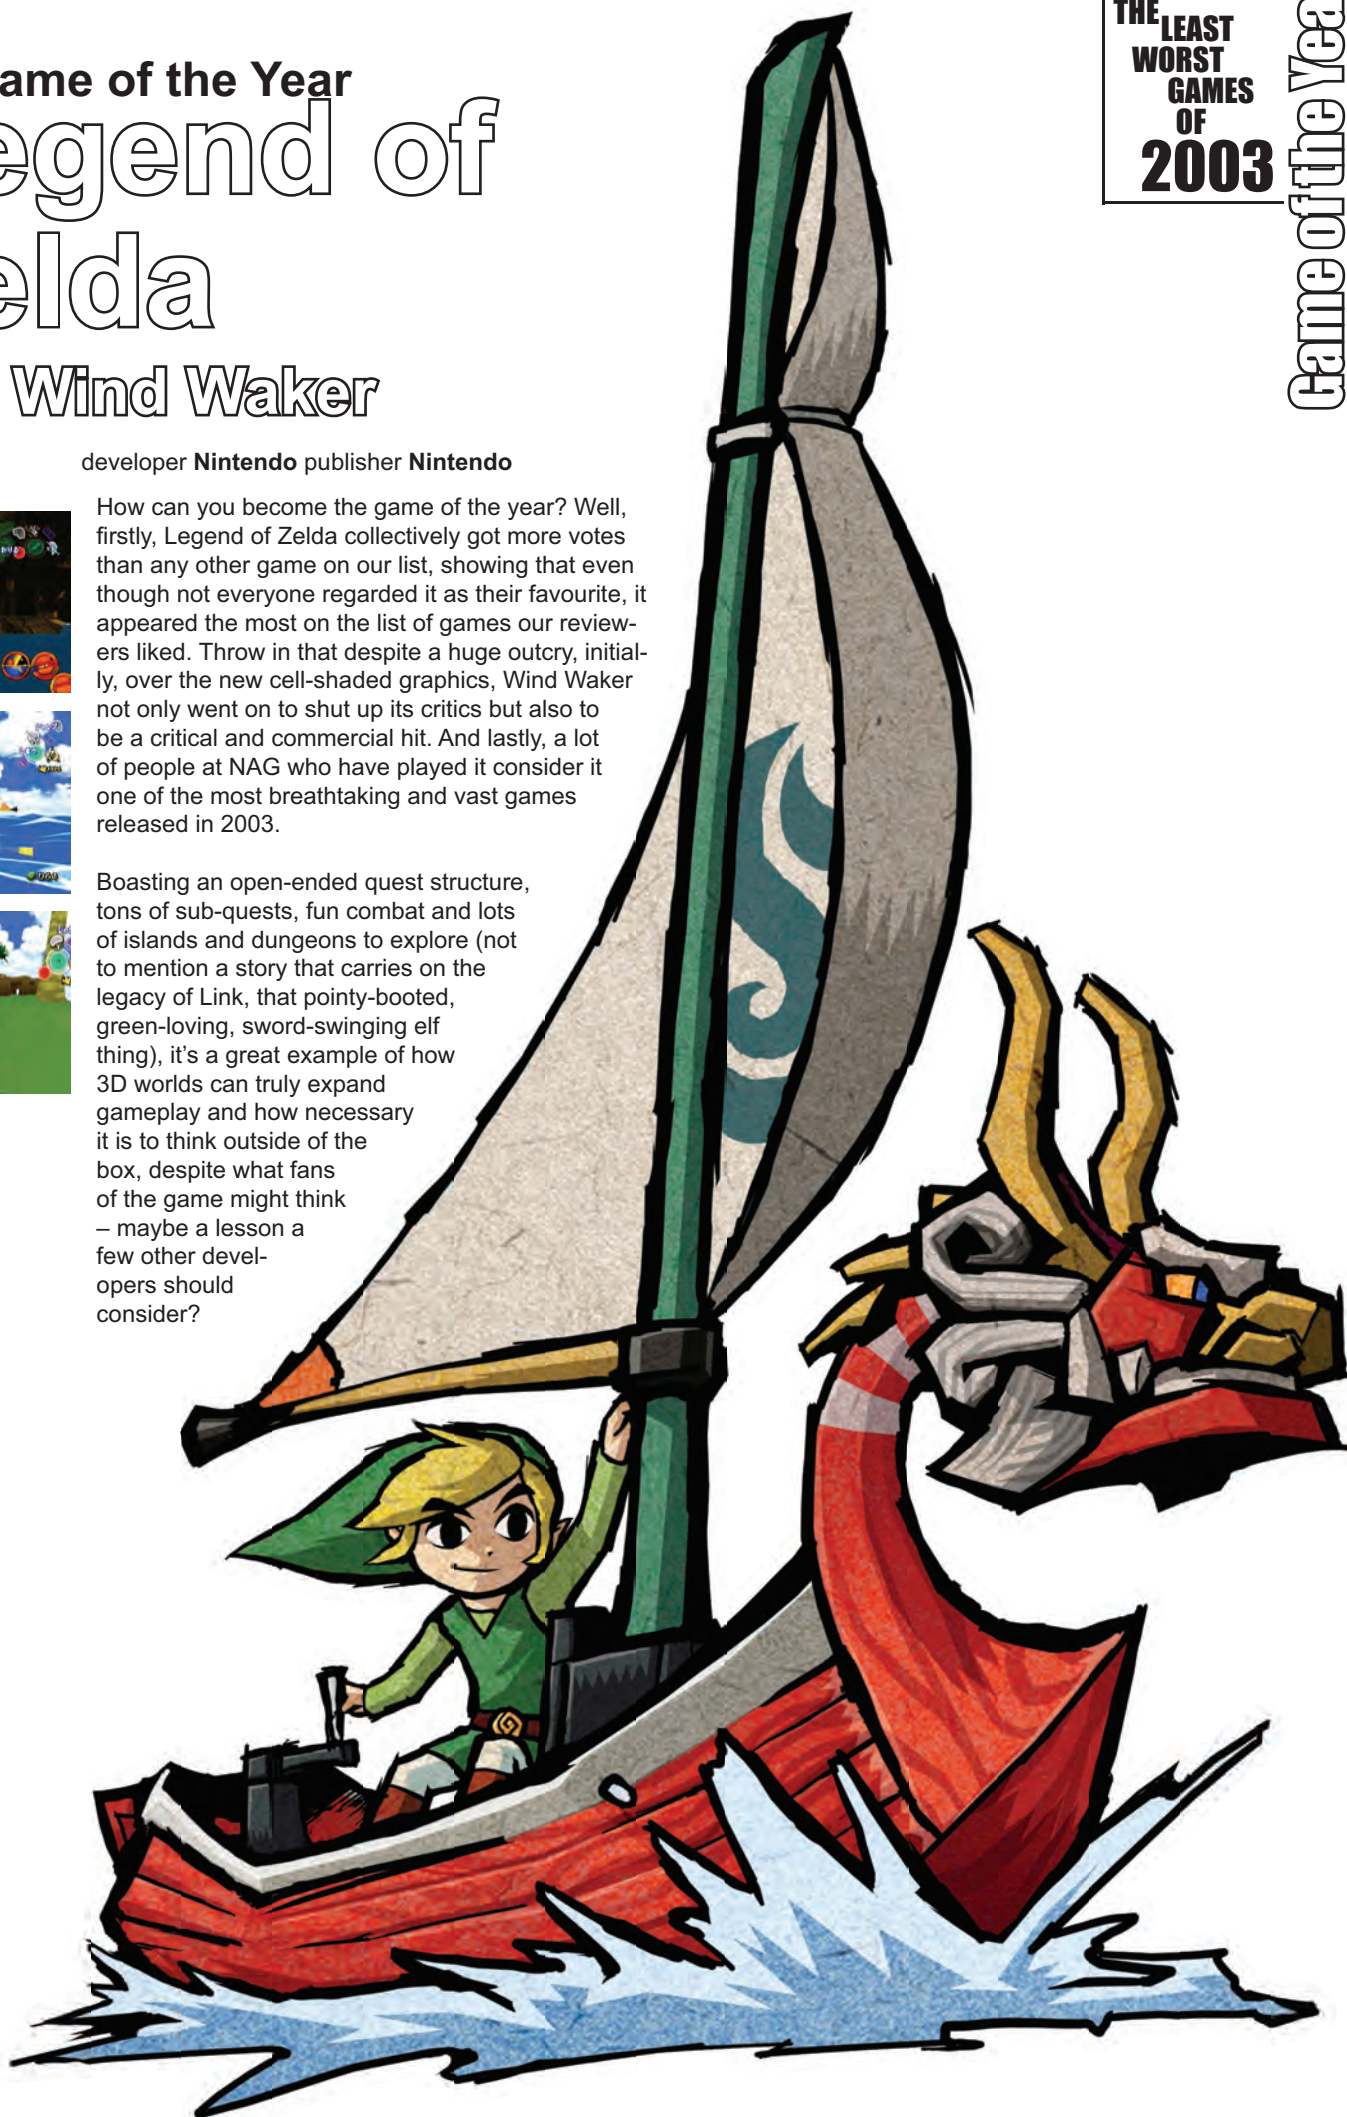 ame of the Year
egend of
elda
Wind Waker
developer Nintendo publisher Nintendo
How can you become the game of the year? Well,
firstly, Legend of Zelda collectively got more votes
than any other game on our list, showing that even
though not everyone regarded it as their favourite, it
appeared the most on the list of games our review-
ers liked. Throw in that despite a huge outcry, initial-
ly, over the new cell-shaded graphics, Wind Waker
not only went on to shut up its critics but also to
be a critical and commercial hit. And lastly, a lot
of people at NAG who have played it consider it
one of the most breathtaking and vast games
released in 2003.
Boasting an open-ended quest structure,
tons of sub-quests, fun combat and lots
of islands and dungeons to explore (not
to mention a story that carries on the
legacy of Link, that pointy-booted,
green-loving, sword-swinging elf
thing), it's a great example of how
3D worlds can truly expand
gameplay and how necessary
it is to think outside of the
box, despite what fans
of the game might think
– maybe a lesson a
few other devel-
opers should
consider?
THE
LEAST
WORST
GAMES
OF
2003
Game of the Yea